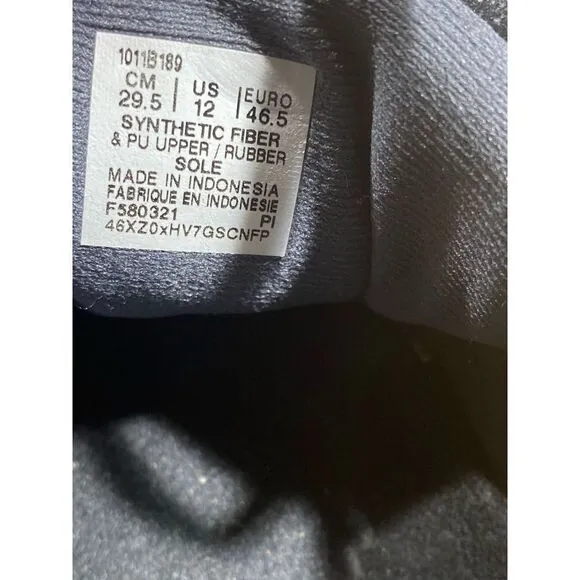 1011B189
CM US EURO
29.5 12 46.5
SYNTHETIC FIBER
& PU UPPER / RUBBER
SOLE
MADE IN INDONESIA
FABRIQUE EN INDONÉSIE
F580321 PI
46XZ0xHV7GSCNFP